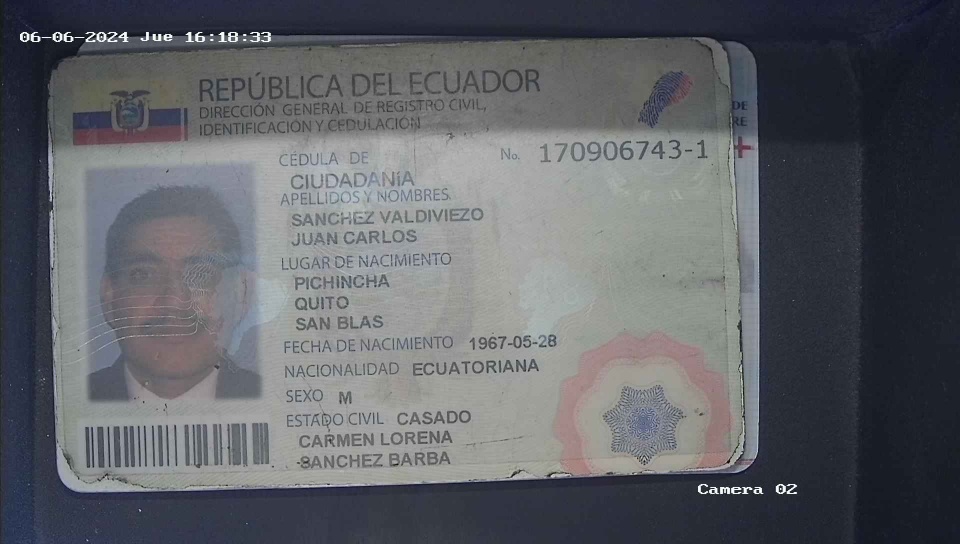 06-06-2024 Jue 16:18:33
REPÚBLICA DEL ECUADOR
DIRECCIÓN GENERAL DE REGISTRO CIVIL,
IDENTIFICACIÓN Y CEDULACIÓN
CÉDULA DE No. 170906743-1
CIUDADANíA
APELLIDOS Y NOMBRES
SANCHEZ VALDIVIEZO
JUAN CARLOS
LUGAR DE NACIMIENTO
PICHINCHA
QUITO
SAN BLAS
FECHA DE NACIMIENTO 1967-05-28
NACIONALIDAD ECUATORIANA
SEXO M
ESTADO CIVIL CASADO
CARMEN LORENA
SANCHEZ BARBA
DE
RE
Camera 02